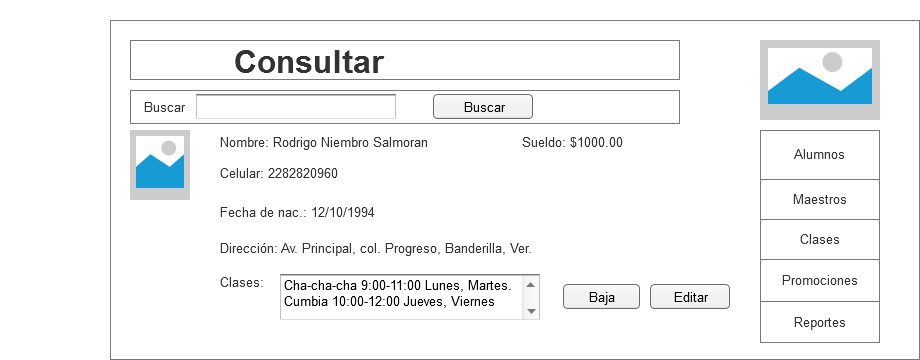 Consultar
Buscar
Buscar
Nombre: Rodrigo Niembro Salmoran
Sueldo: $1000.00
Celular: 2282820960
Fecha de nac.: 12/10/1994
Dirección: Av. Principal, col. Progreso, Banderilla, Ver.
Clases:
Cha-cha-cha 9:00-11:00 Lunes, Martes.
Cumbia 10:00-12:00 Jueves, Viernes
Baja
Editar
Alumnos
Maestros
Clases
Promociones
Reportes